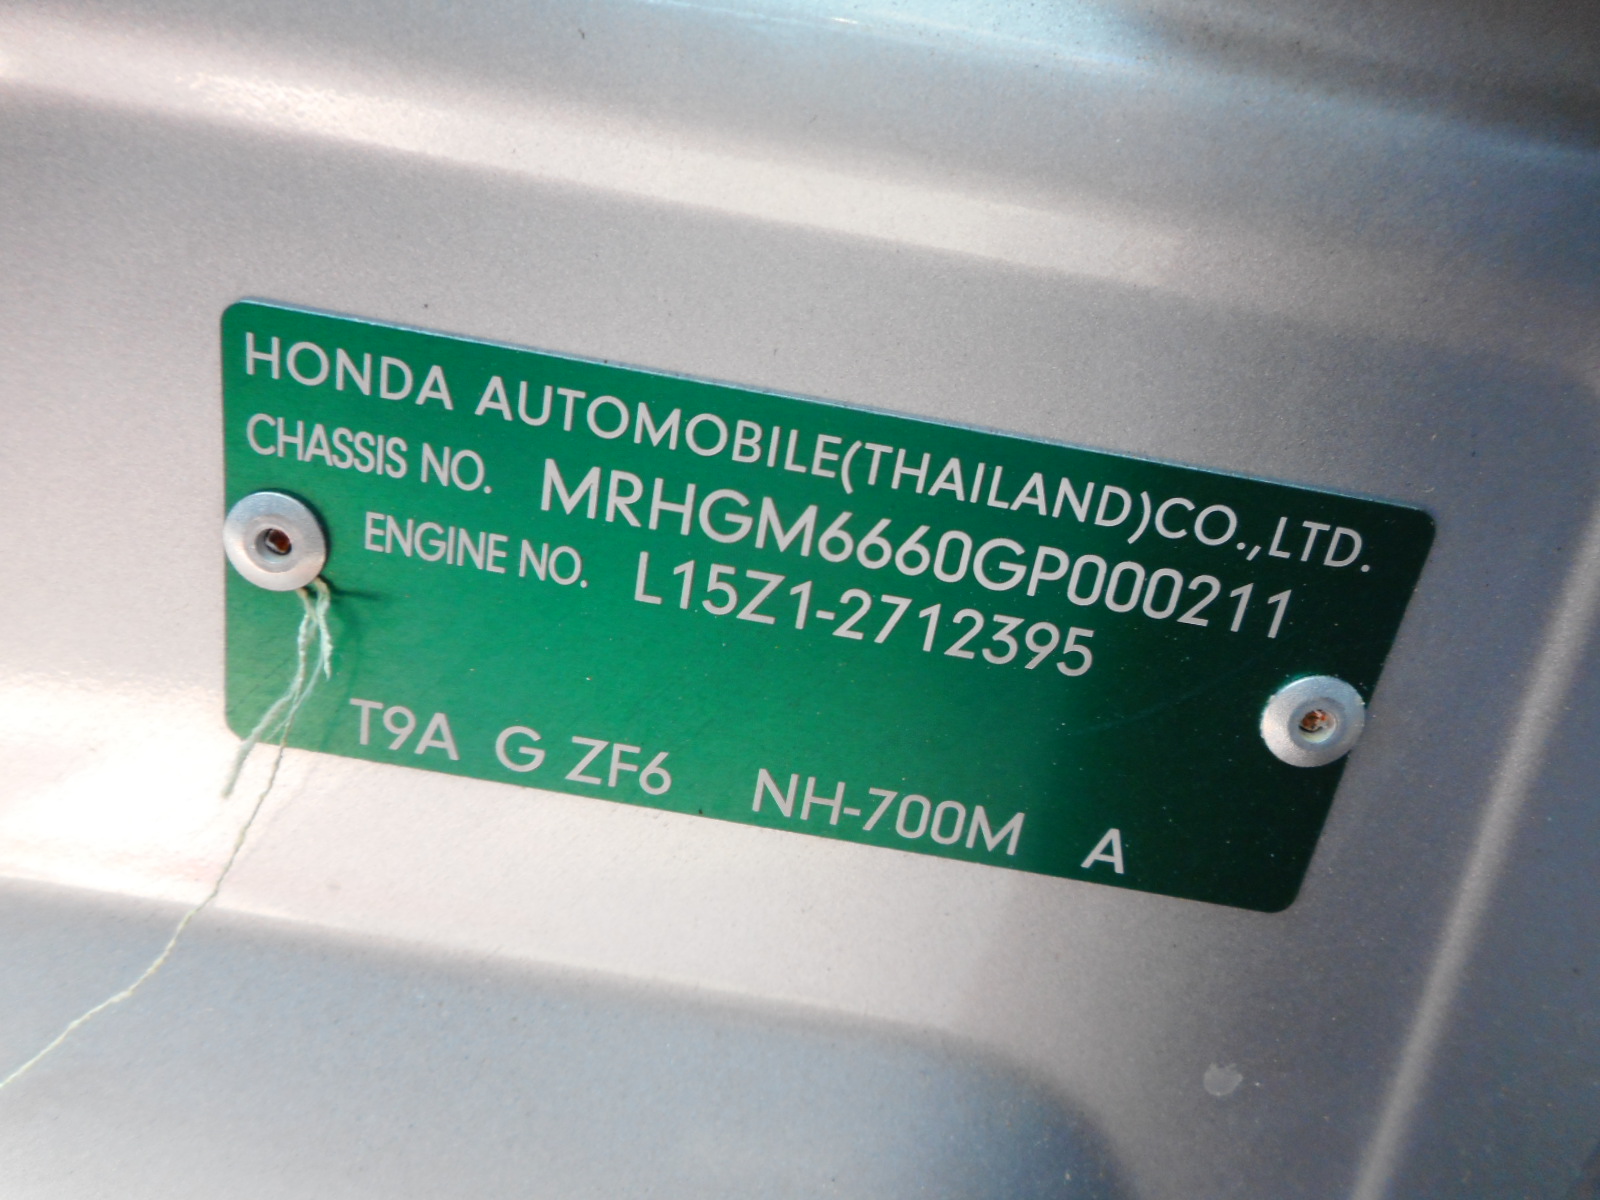 HONDA AUTOMOBILE(THAILAND)CO.,LTD.
CHASSIS NO. MRHGM6660GP000211
ENGINE NO. L15Z1-2712395
T9A G ZF6 NH-700M A